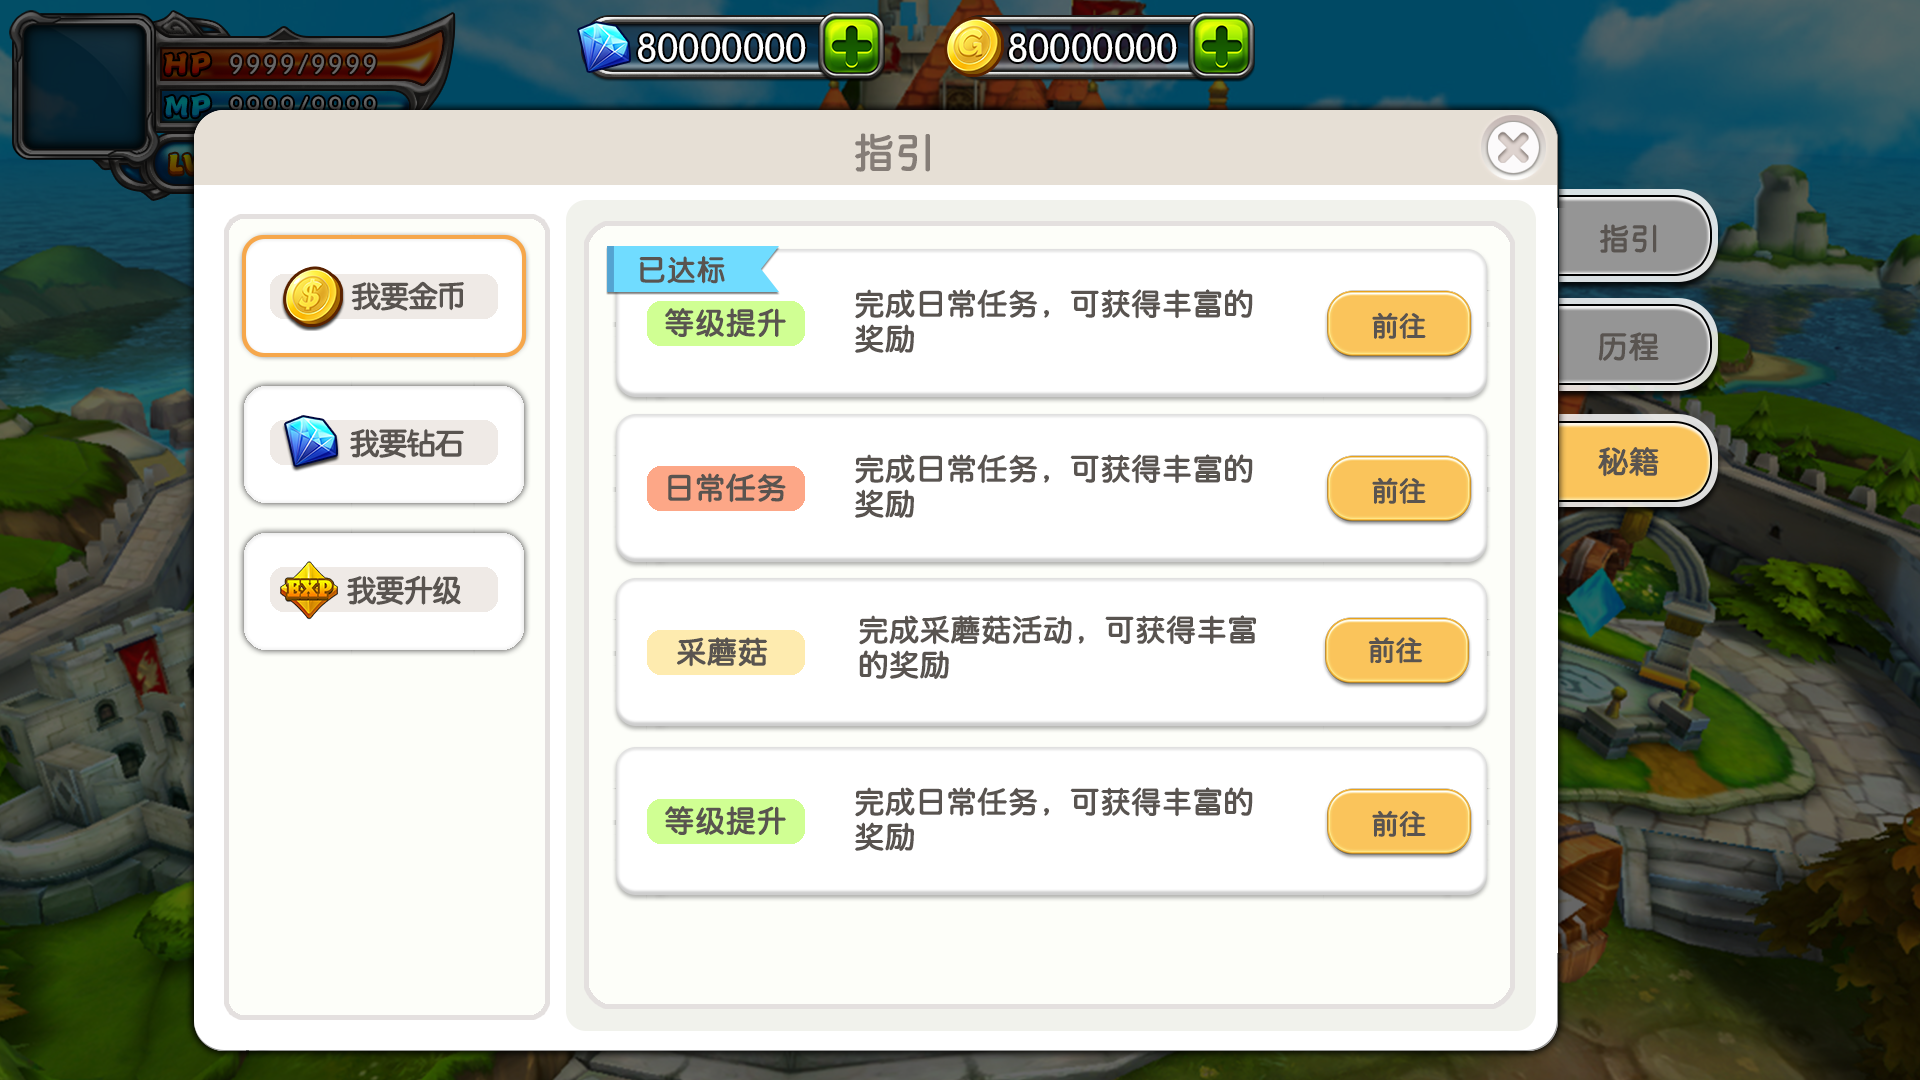 HP 9999/9999
MP 9999/9999
LV
80000000
80000000
指引
我要金币
我要钻石
EXP 我要升级
已达标
等级提升
完成日常任务，可获得丰富的
奖励
前往
日常任务
完成日常任务，可获得丰富的
奖励
前往
采蘑菇
完成采蘑菇活动，可获得丰富
的奖励
前往
等级提升
完成日常任务，可获得丰富的
奖励
前往
指引
历程
秘籍